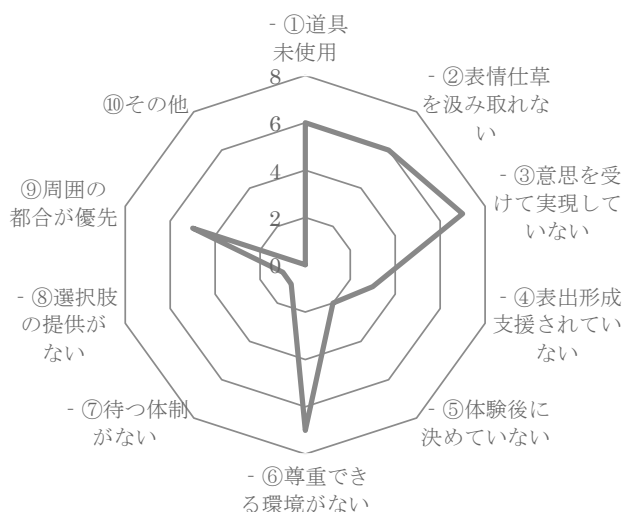 - ①道具
未使用
- ②表情仕草
を汲み取れな
い
- ③意思を受
けて実現して
いない
- ④表出形成
支援されてい
ない
- ⑤体験後に
決めていない
- ⑥尊重でき
る環境がない
- ⑦待つ体制
がない
- ⑧選択肢
の提供が
ない
⑨周囲の
都合が優先
⑩その他
8
6
4
2
0